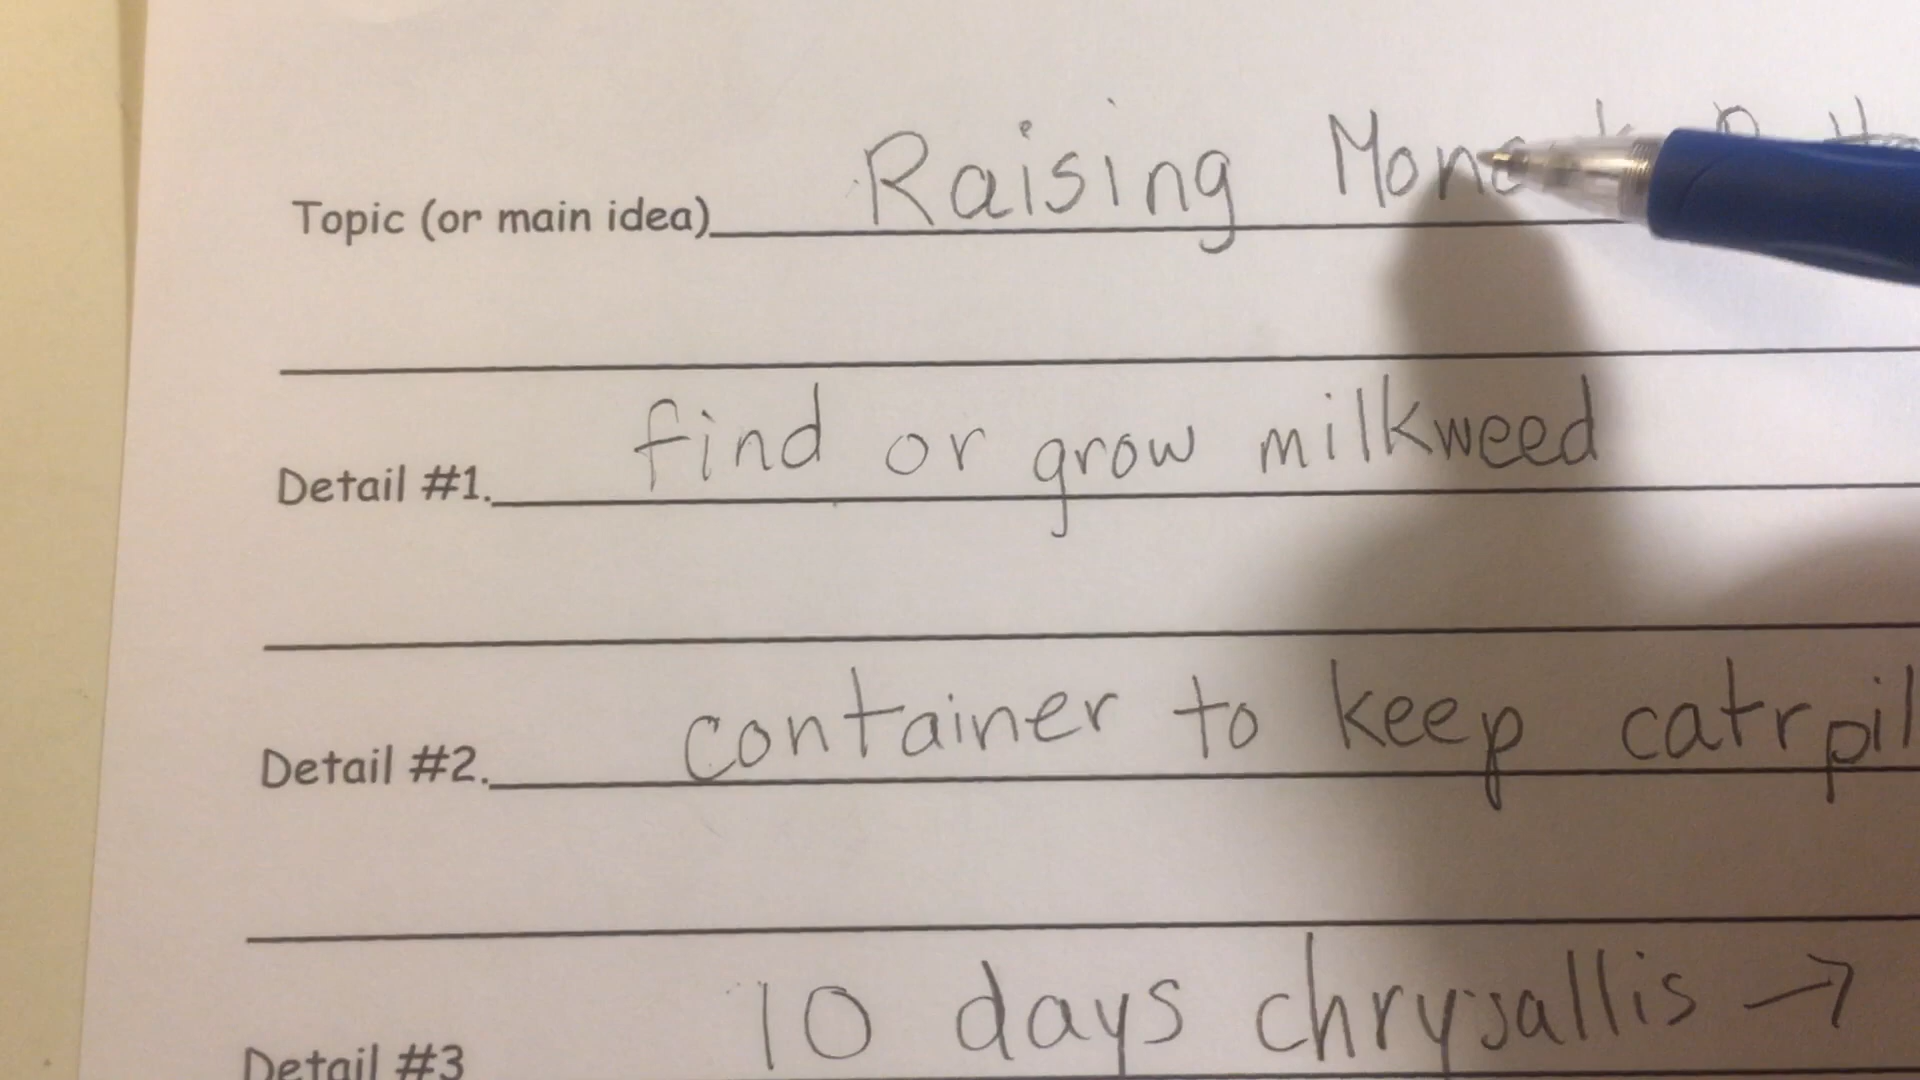 Topic (or main idea) Raising
Detail #1. find or grow milkweed
Detail #2. container to keep catrpil
Detail #3 10 days chrysallis →